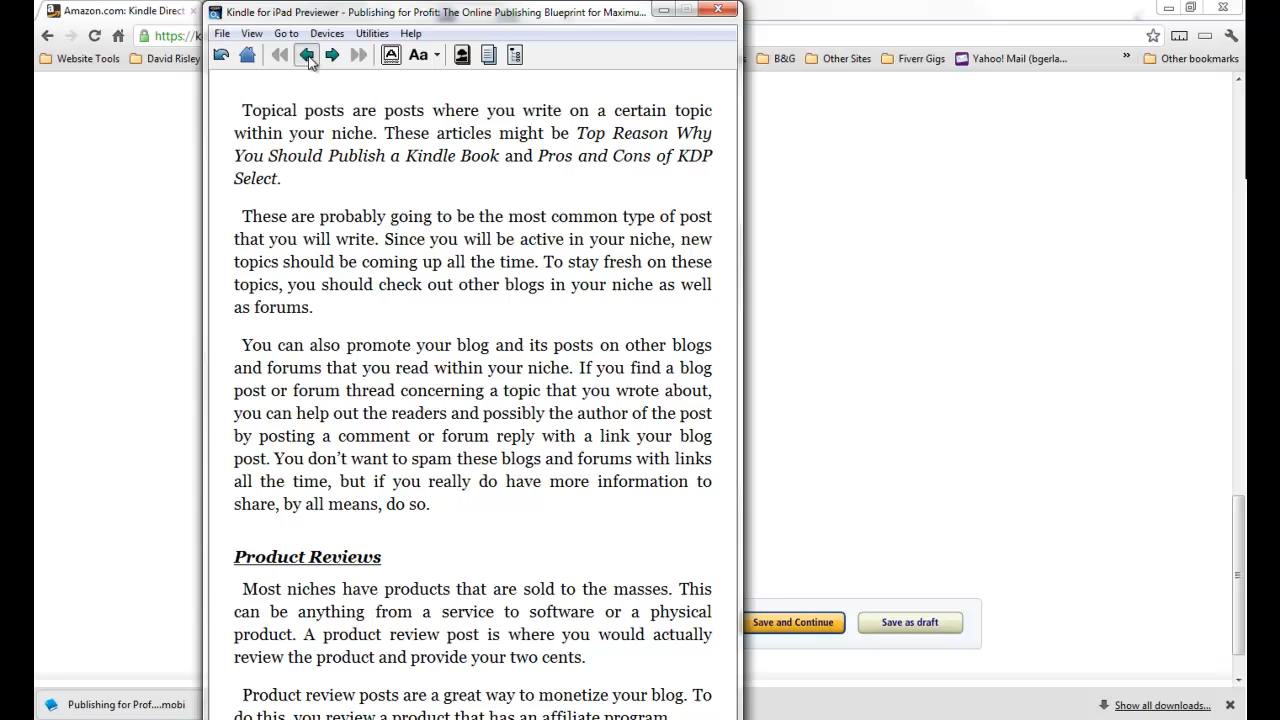 Amazon.com: Kindle Direct
Kindle for iPad Previewer - Publishing for Profit: The Online Publishing Blueprint for Maximu...
File View Go to Devices Utilities Help
https://k
Aa
Website Tools
David Risley
B&G
Other Sites
Fiverr Gigs
Yahoo! Mail (bgerla...
»
Other bookmarks
Topical posts are posts where you write on a certain topic
within your niche. These articles might be Top Reason Why
You Should Publish a Kindle Book and Pros and Cons of KDP
Select.
These are probably going to be the most common type of post
that you will write. Since you will be active in your niche, new
topics should be coming up all the time. To stay fresh on these
topics, you should check out other blogs in your niche as well
as forums.
You can also promote your blog and its posts on other blogs
and forums that you read within your niche. If you find a blog
post or forum thread concerning a topic that you wrote about,
you can help out the readers and possibly the author of the post
by posting a comment or forum reply with a link your blog
post. You don’t want to spam these blogs and forums with links
all the time, but if you really do have more information to
share, by all means, do so.
Product Reviews
Most niches have products that are sold to the masses. This
can be anything from a service to software or a physical
product. A product review post is where you would actually
review the product and provide your two cents.
Product review posts are a great way to monetize your blog. To
do this, you review a product that has an affiliate program.
Save and Continue
Save as draft
Publishing for Prof....mobi
Show all downloads...